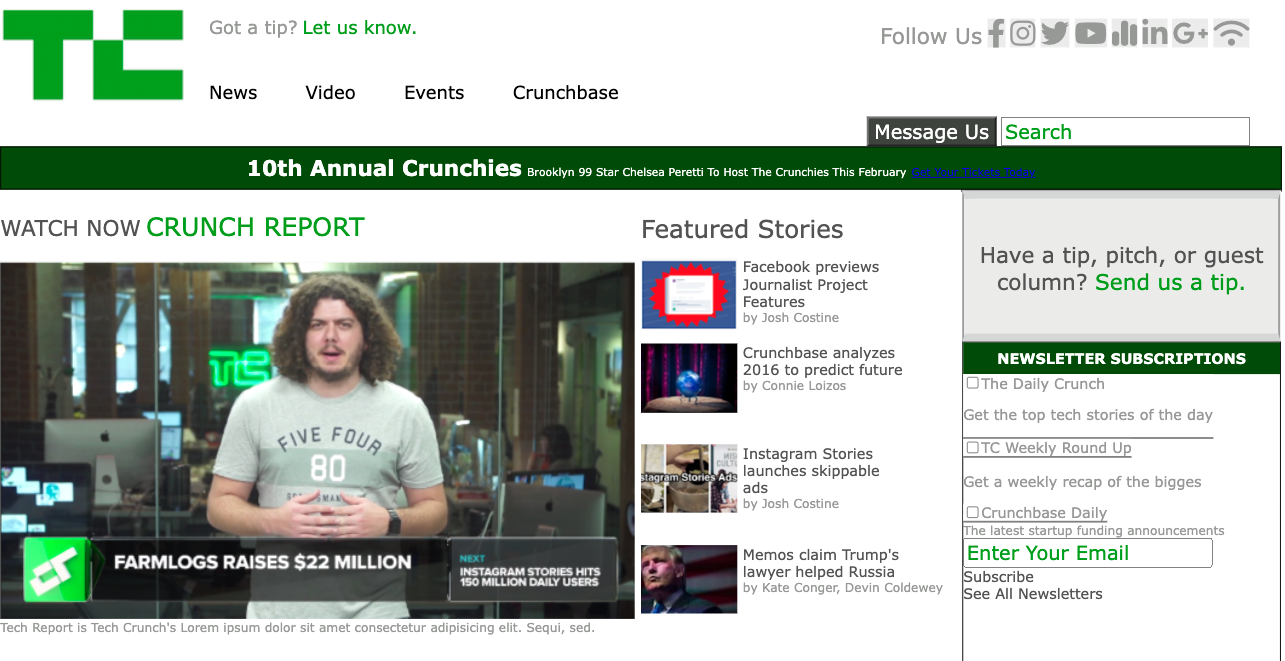 TC
Got a tip? Let us know.
Follow Us
News Video Events Crunchbase
Message Us
Search
10th Annual Crunchies Brooklyn 99 Star Chelsea Peretti To Host The Crunchies This February Get Your Tickets Today
WATCH NOW CRUNCH REPORT
TC
FIVE FOUR
80
FARMLOGS RAISES $22 MILLION
NEXT
INSTAGRAM STORIES HITS
150 MILLION DAILY USERS
Tech Report is Tech Crunch's Lorem ipsum dolor sit amet consectetur adipisicing elit. Sequi, sed.
Featured Stories
Facebook previews
Journalist Project
Features
by Josh Costine
Crunchbase analyzes
2016 to predict future
by Connie Loizos
stagram Stories Ads
Instagram Stories
launches skippable
ads
by Josh Costine
Memos claim Trump's
lawyer helped Russia
by Kate Conger, Devin Coldewey
Have a tip, pitch, or guest
column? Send us a tip.
NEWSLETTER SUBSCRIPTIONS
The Daily Crunch
Get the top tech stories of the day
TC Weekly Round Up
Get a weekly recap of the bigges
Crunchbase Daily
The latest startup funding announcements
Enter Your Email
Subscribe
See All Newsletters